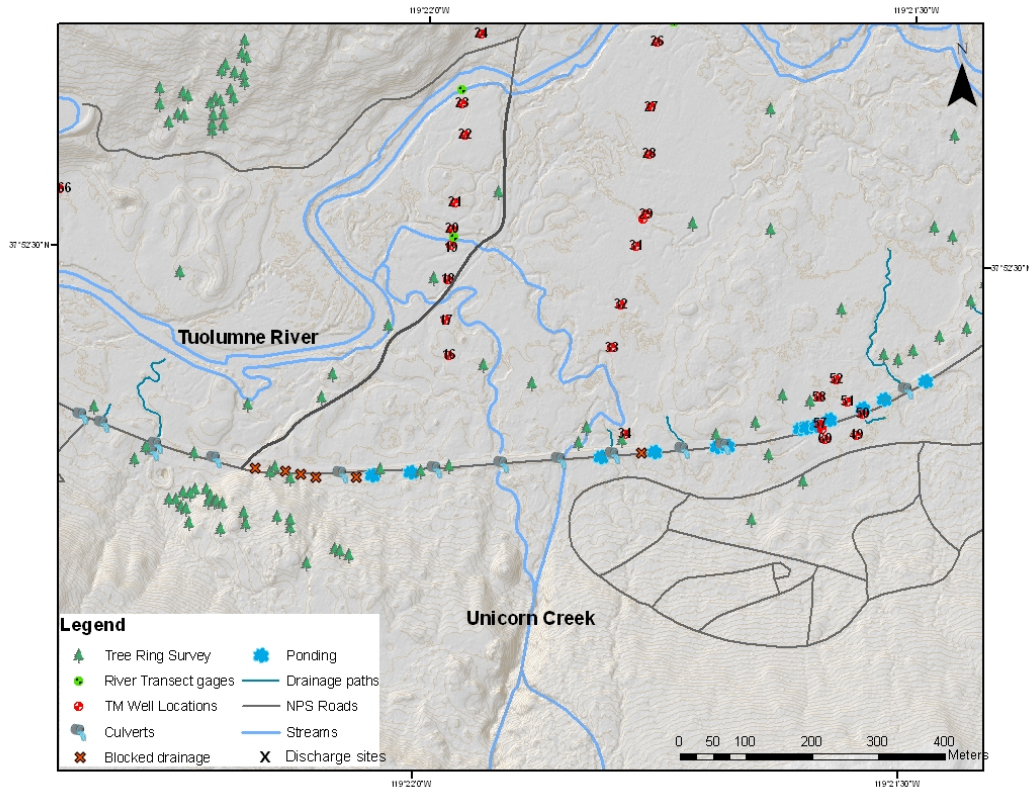 119°22'0"W
119°21'30"W
N
24
26
23
27
22
28
66
21
29
20
19
31
37°52'30"N
37°52'30"N
18
32
17
Tuolumne River
33
16
52
58
51
50
57
34
60
49
Unicorn Creek
Legend
Tree Ring Survey
Ponding
River Transect gages
Drainage paths
TM Well Locations
NPS Roads
Culverts
Streams
Blocked drainage
X Discharge sites
0 50 100 200 300 400
Meters
119°22'0"W
119°21'30"W